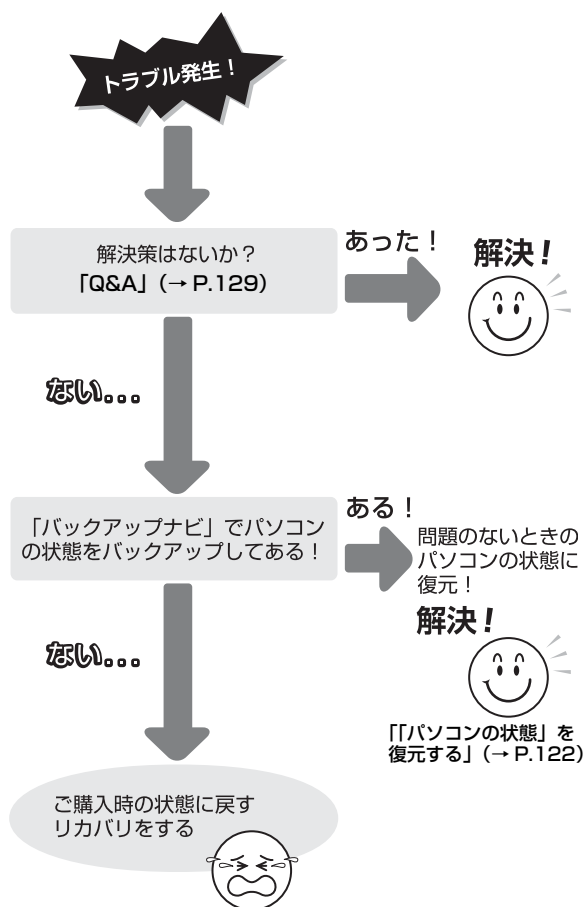 トラブル発生！
解決策はないか？
「Q&A」（→ P.129）
あった！
解決！
ない...
「バックアップナビ」でパソコン
の状態をバックアップしてある！
ある！
問題のないときの
パソコンの状態に
復元！
解決！
「「パソコンの状態」を
復元する」（→ P.122）
ない...
ご購入時の状態に戻す
リカバリをする